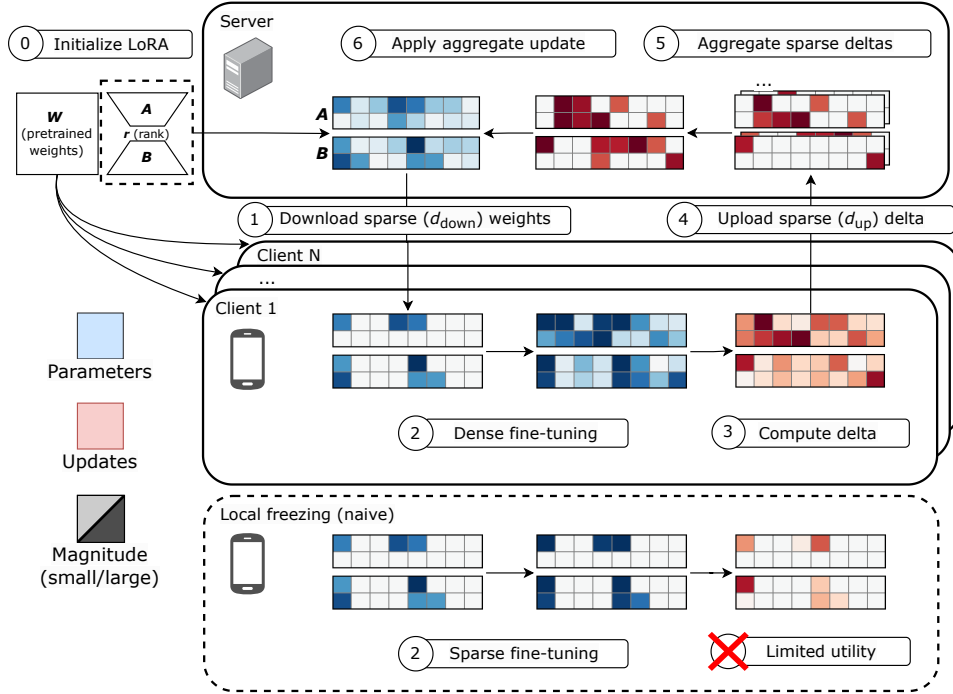 0 Initialize LoRA
Server
6 Apply aggregate update
5 Aggregate sparse deltas
...
W
(pretrained
weights)
A
r (rank)
B
A
B
1 Download sparse (d_down) weights
4 Upload sparse (d_up) delta
Client N
...
Client 1
2 Dense fine-tuning
3 Compute delta
Parameters
Updates
Magnitude
(small/large)
Local freezing (naive)
2 Sparse fine-tuning
Limited utility